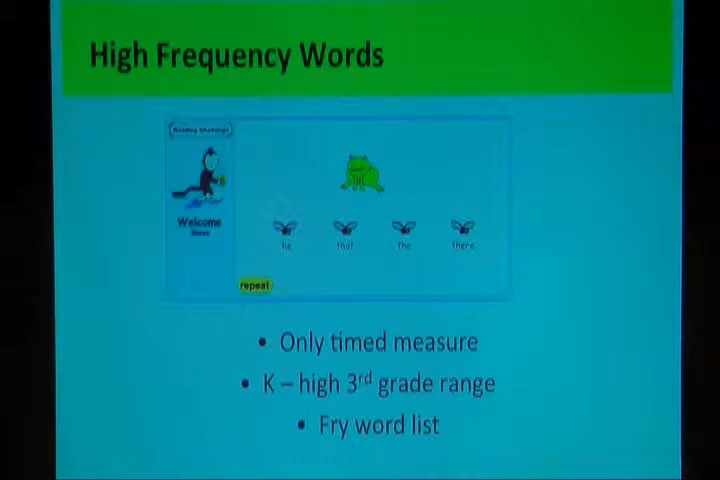 High Frequency Words
Reading Challenge
THE
Welcome
he that the there
repeat
• Only timed measure
• K – high 3rd grade range
• Fry word list